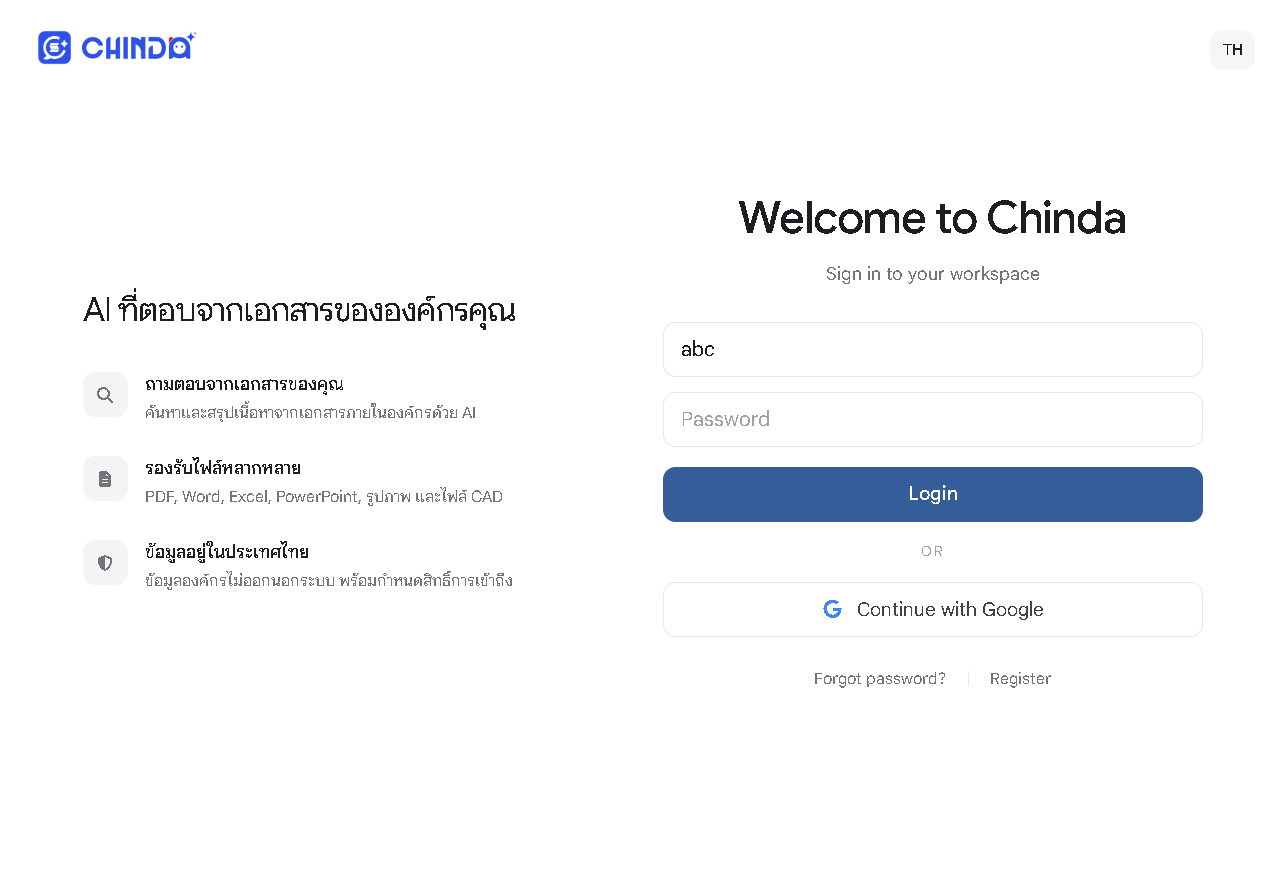 CHINDA
TH
AI ที่ตอบจากเอกสารขององค์กรคุณ
ถามตอบจากเอกสารของคุณ
ค้นหาและสรุปเนื้อหาจากเอกสารภายในองค์กรด้วย AI
รองรับไฟล์หลากหลาย
PDF, Word, Excel, PowerPoint, รูปภาพ และไฟล์ CAD
ข้อมูลอยู่ในประเทศไทย
ข้อมูลองค์กรไม่ออกนอกระบบ พร้อมกำหนดสิทธิ์การเข้าถึง
Welcome to Chinda
Sign in to your workspace
abc
Password
Login
OR
Continue with Google
Forgot password?
Register